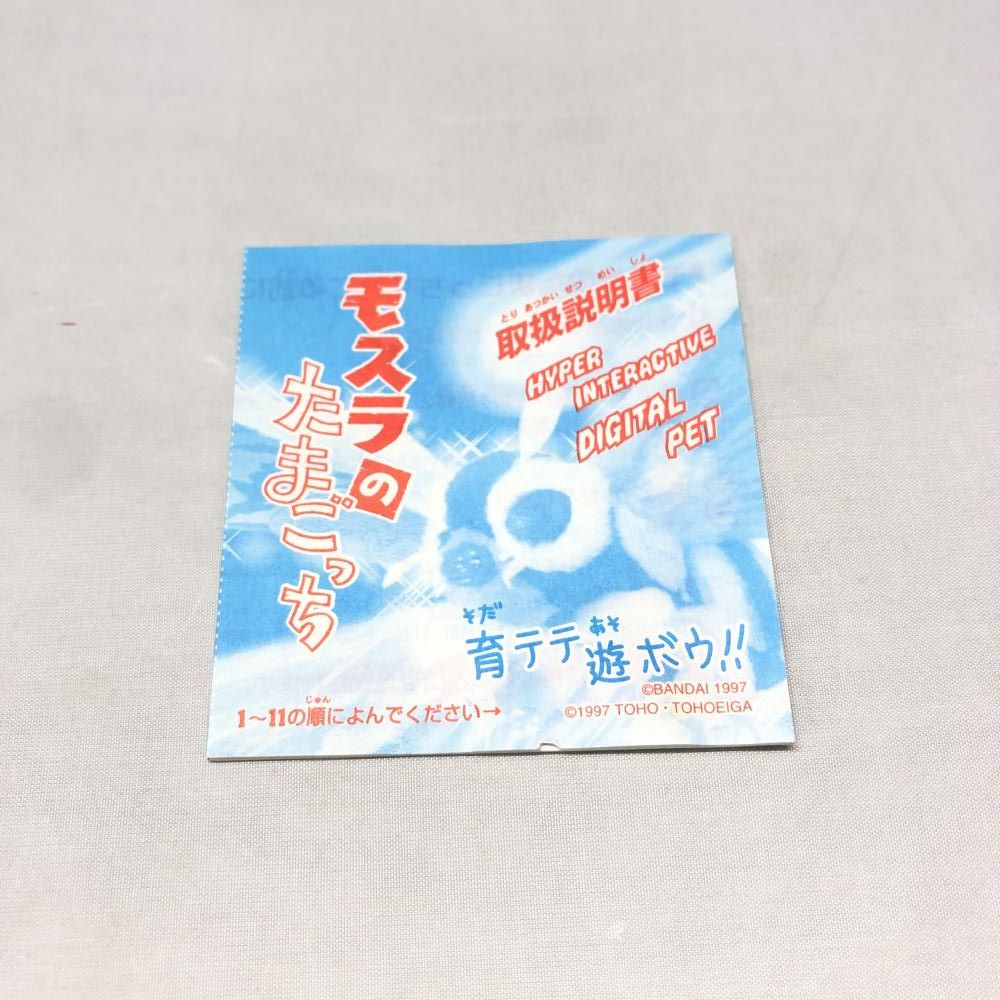 モスラの
たまごっち
とりあつかいせつめいしょ
取扱説明書
HYPER
INTERACTIVE
DIGITAL
PET
そだ あそ
育テテ遊ボウ!!
©BANDAI 1997
©1997 TOHO・TOHOEIGA
じゅん
1～11の順によんでください→